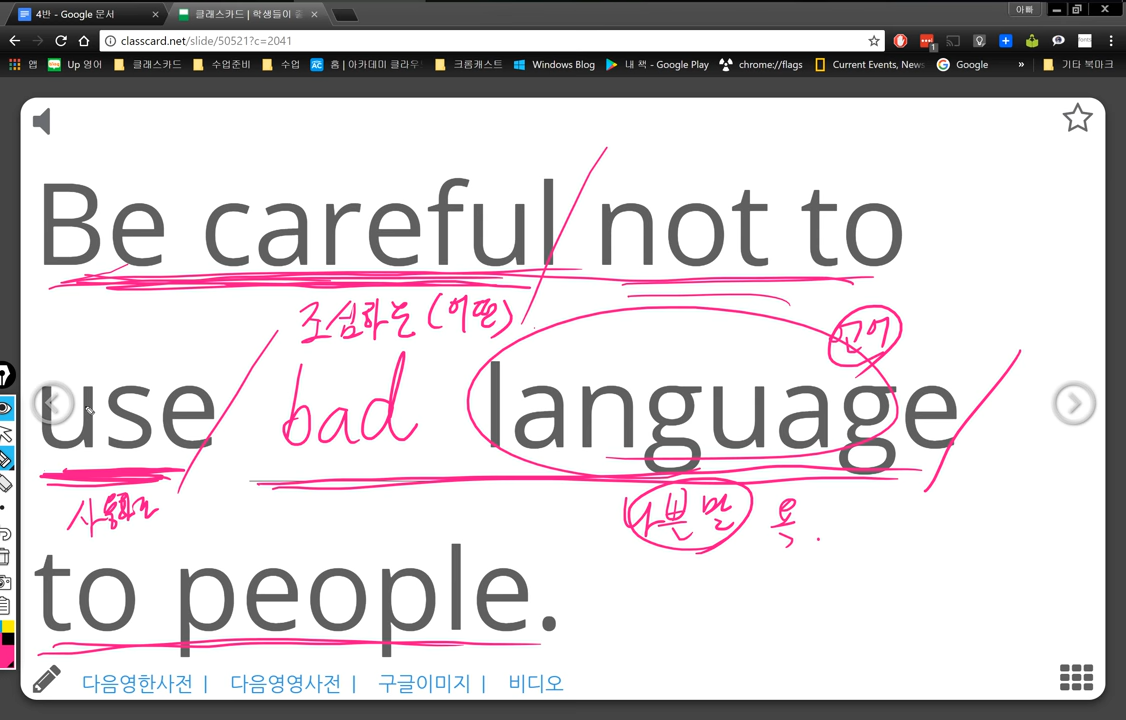 4반 - Google 문서
클래스카드 | 학생들이 즐
아빠
classcard.net/slide/50521?c=2041
앱 Up 영어 클래스카드 수업준비 수업 홈 | 아카데미 클라우 크롬캐스트 Windows Blog 내 책 - Google Play chrome://flags Current Events, News Google » 기타 북마크
Be careful not to
조심하는 (어떤)
언어
use bad language
사용하고
나쁜 말 욕.
to people.
다음영한사전 | 다음영영사전 | 구글이미지 | 비디오